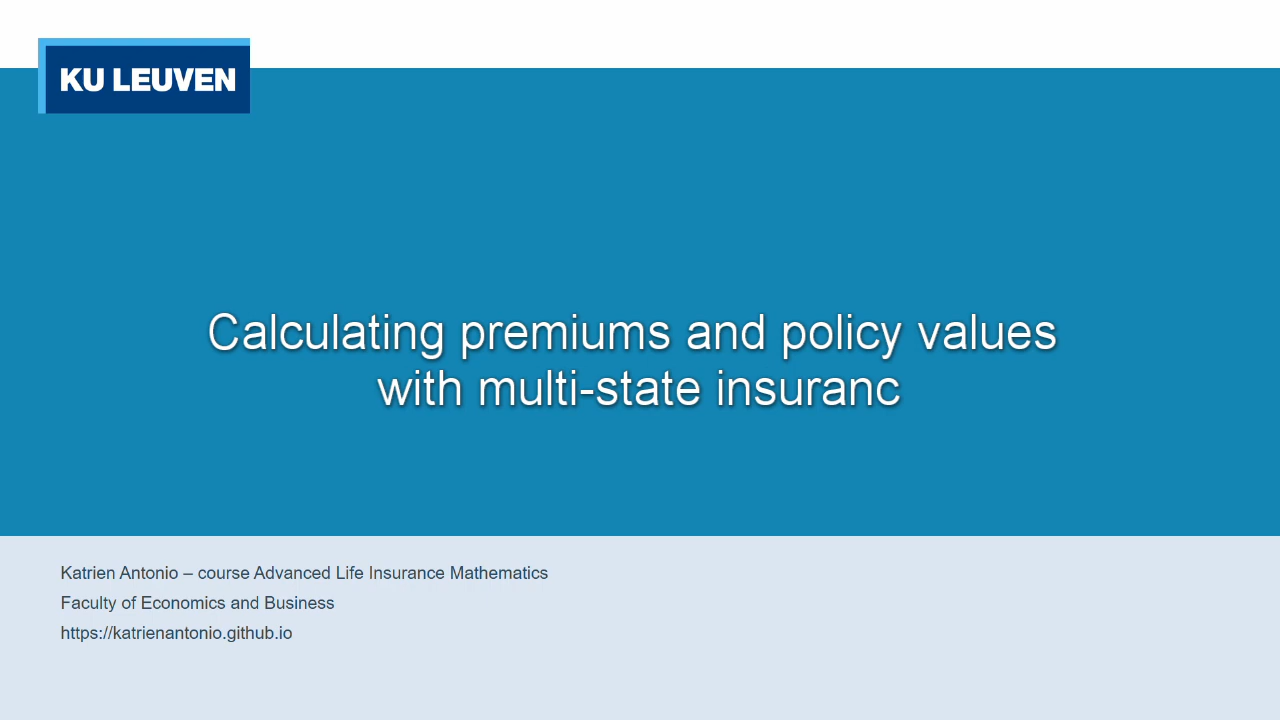 KU LEUVEN
Calculating premiums and policy values
with multi-state insuranc
Katrien Antonio – course Advanced Life Insurance Mathematics
Faculty of Economics and Business
https://katrienantonio.github.io